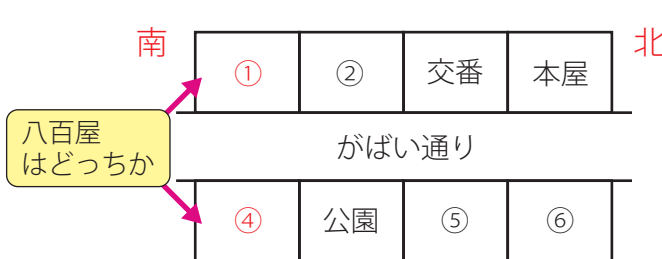 南 北
① ② 交番 本屋
八百屋
はどっちか
がばい通り
④ 公園 ⑤ ⑥